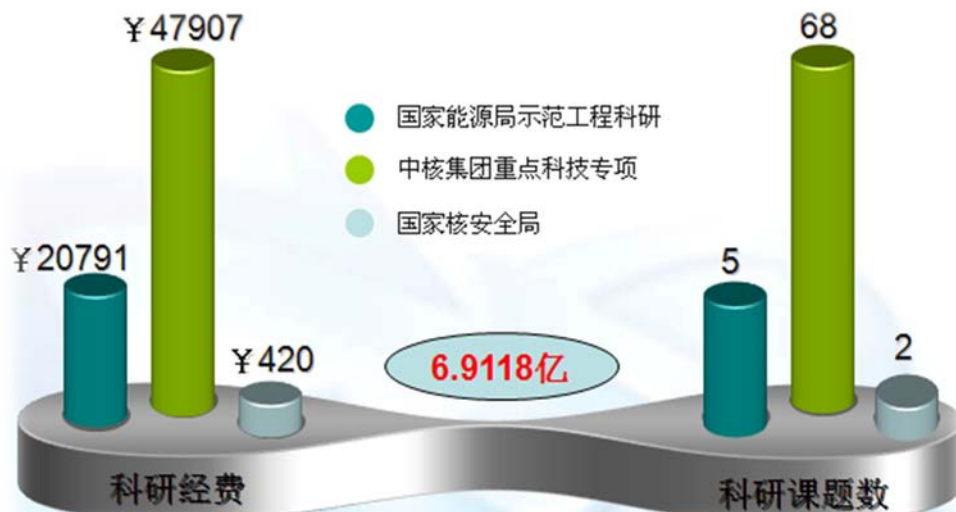 ¥47907
68
国家能源局示范工程科研
中核集团重点科技专项
国家核安全局
¥20791
5
¥420
6.9118亿
2
科研经费
科研课题数